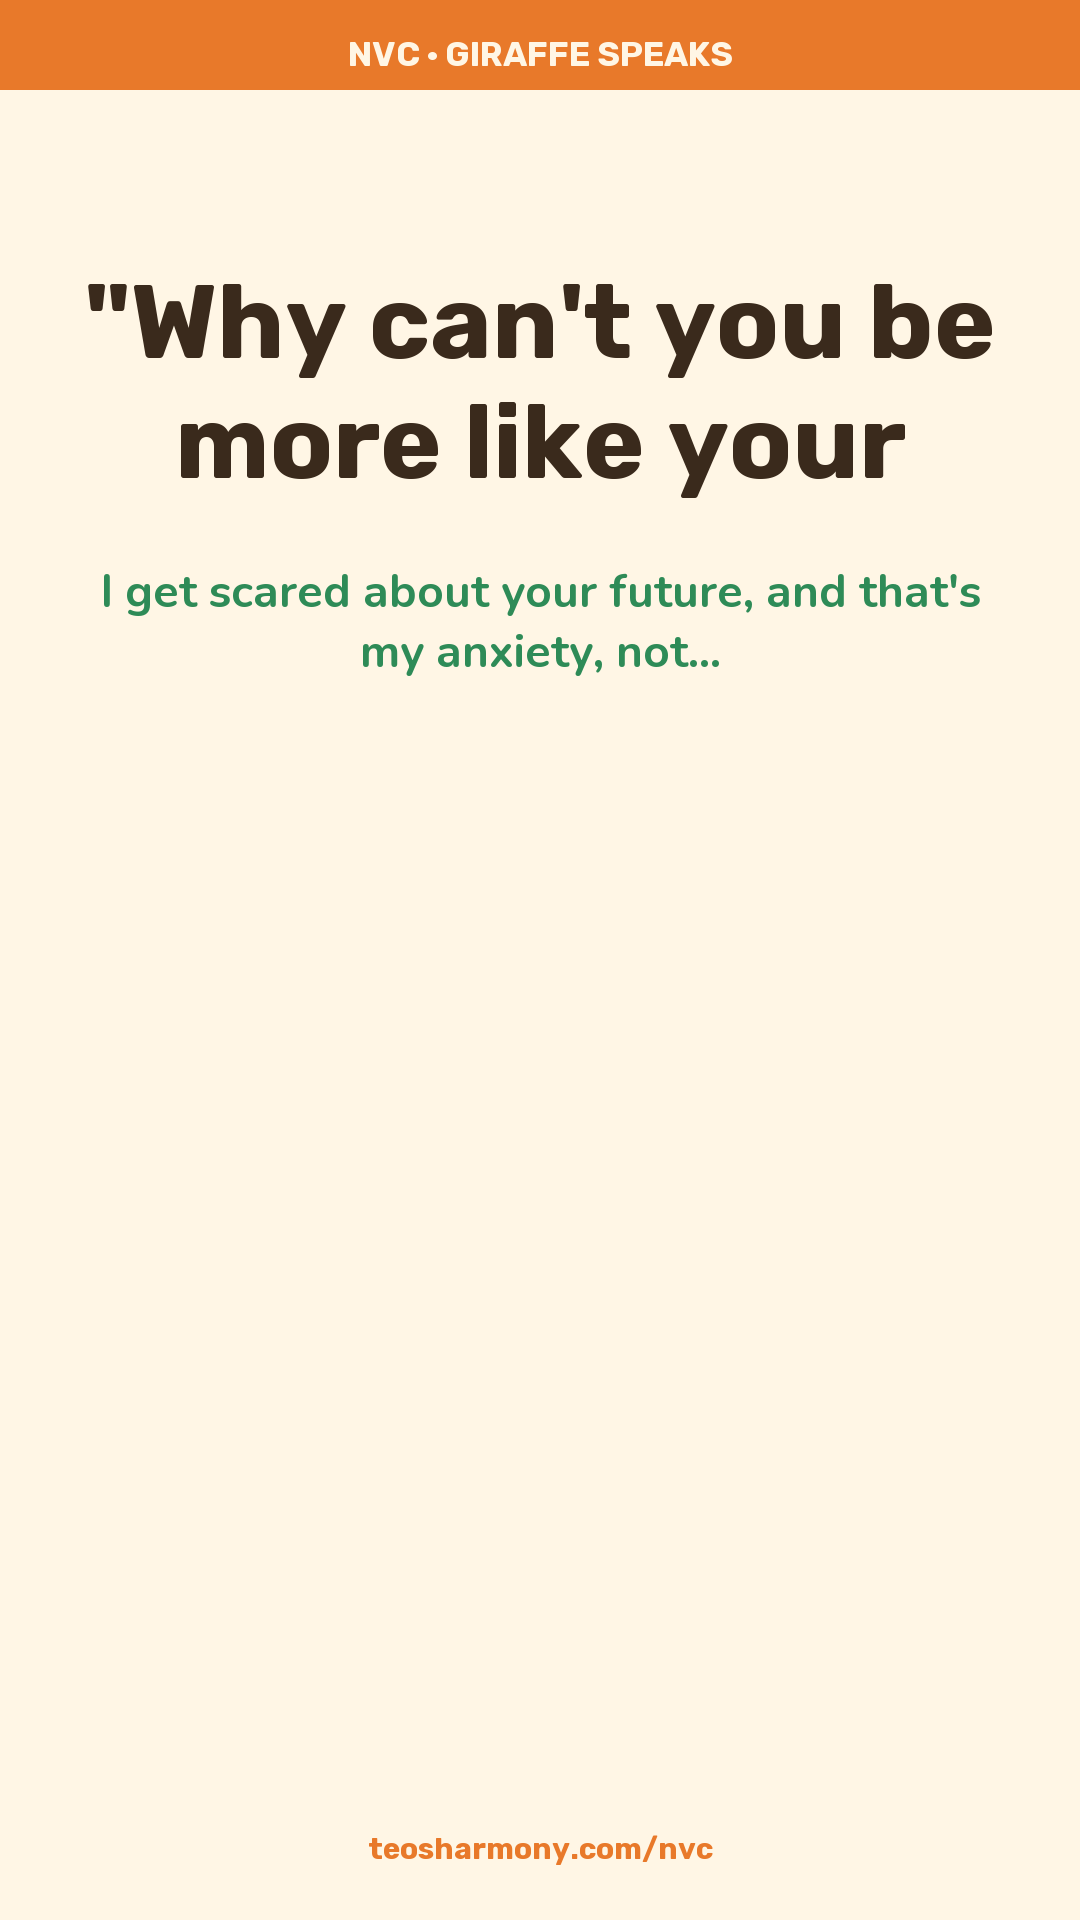 NVC • GIRAFFE SPEAKS
"Why can't you be
more like your
I get scared about your future, and that's
my anxiety, not...
teosharmony.com/nvc